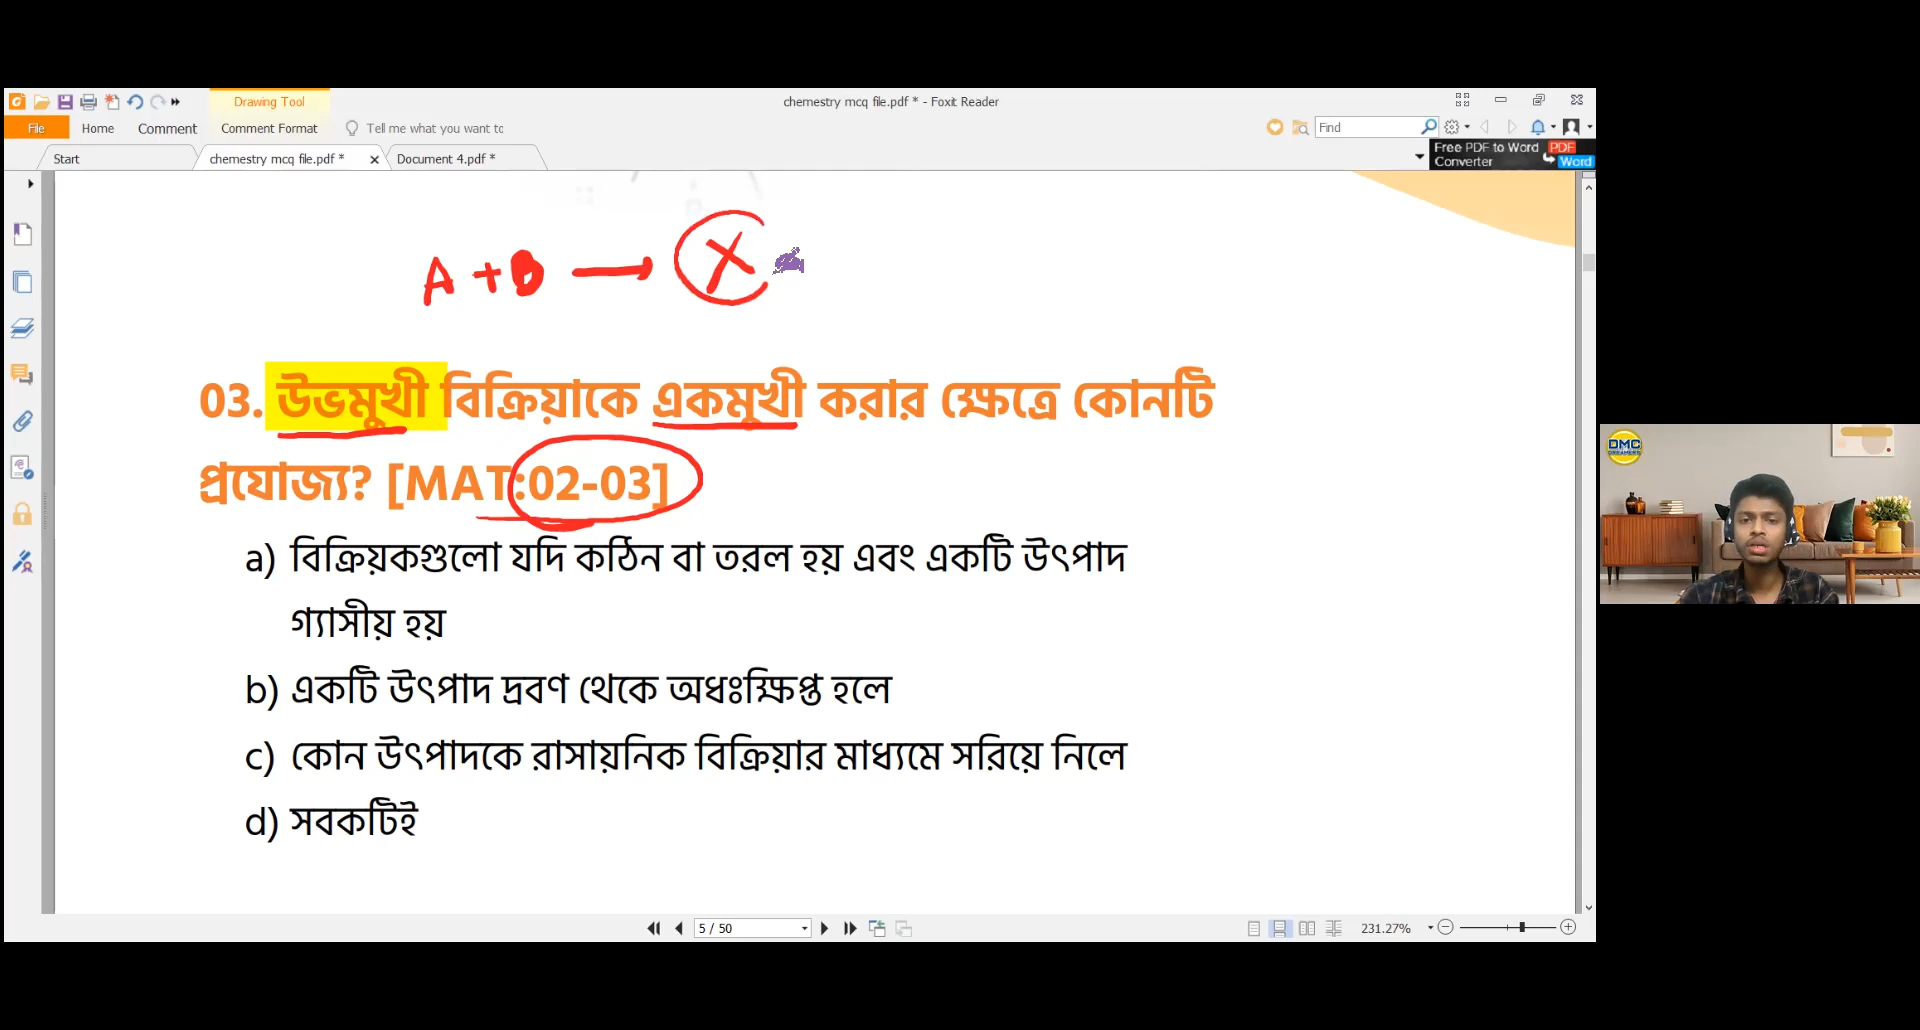 Drawing Tool
chemestry mcq file.pdf * - Foxit Reader
File Home Comment Comment Format Tell me what you want to
Find
Start chemestry mcq file.pdf * Document 4.pdf *
Free PDF to Word Converter PDF Word
A + B → X
03. উভমুখী বিক্রিয়াকে একমুখী করার ক্ষেত্রে কোনটি
প্রযোজ্য? [MAT:02-03]
a) বিক্রিয়কগুলো যদি কঠিন বা তরল হয় এবং একটি উৎপাদ
গ্যাসীয় হয়
b) একটি উৎপাদ দ্রবণ থেকে অধঃক্ষিপ্ত হলে
c) কোন উৎপাদকে রাসায়নিক বিক্রিয়ার মাধ্যমে সরিয়ে নিলে
d) সবকটিই
DMC
DREAMERS
5 / 50
231.27%